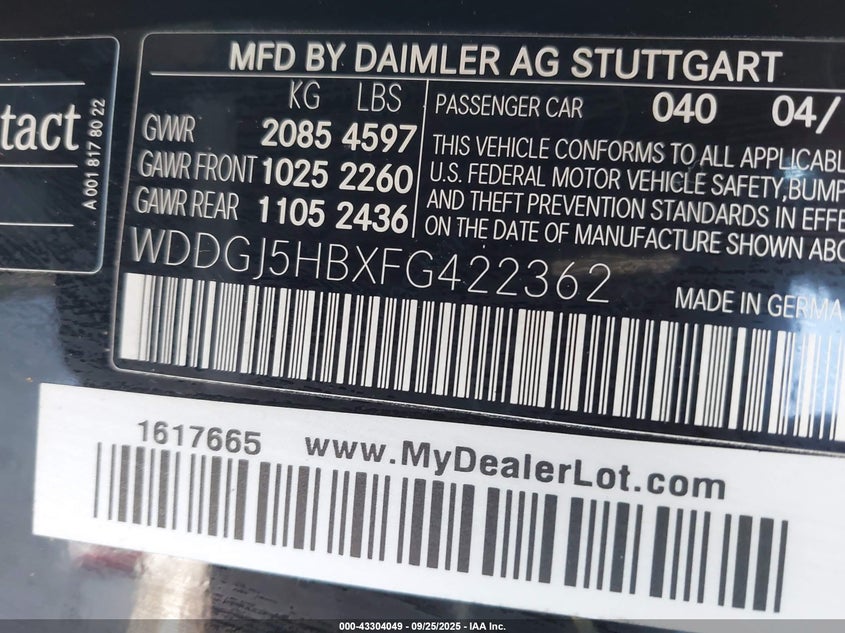 MFD BY DAIMLER AG STUTTGART
KG LBS
GVWR 2085 4597
GAWR FRONT 1025 2260
GAWR REAR 1105 2436
PASSENGER CAR 040 04/
THIS VEHICLE CONFORMS TO ALL APPLICABL
U.S. FEDERAL MOTOR VEHICLE SAFETY,BUMP
AND THEFT PREVENTION STANDARDS IN EFFE
ON THE DATE OF MANUFACTURE SHOWN ABO
WDDGJ5HBXFG422362
MADE IN GERMA
tact
A 001 817 80 22
1617665 www.MyDealerLot.com
000-43304049 - 09/25/2025 - IAA Inc.